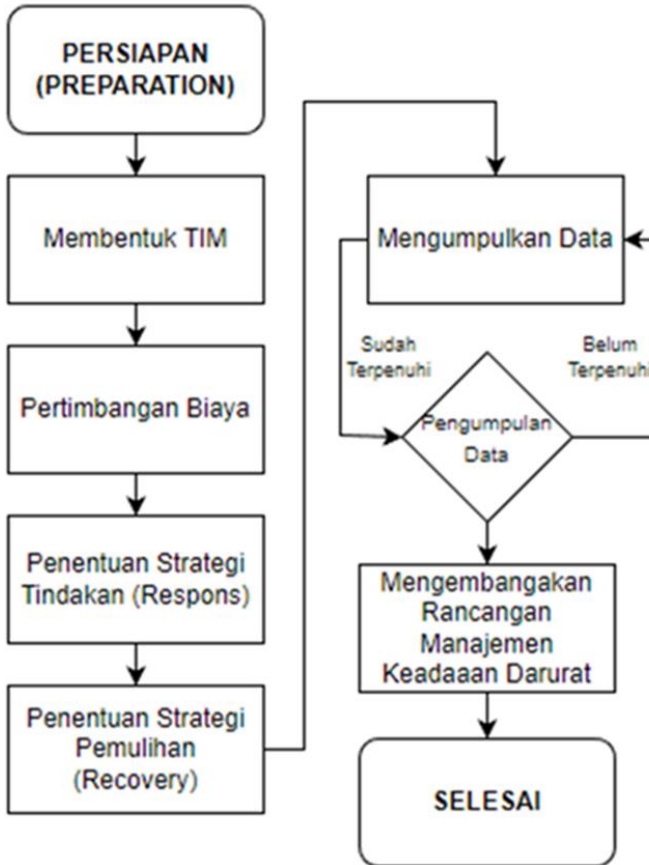 PERSIAPAN
(PREPARATION)
Membentuk TIM
Pertimbangan Biaya
Penentuan Strategi
Tindakan (Respons)
Penentuan Strategi
Pemulihan
(Recovery)
Mengumpulkan Data
Sudah
Terpenuhi
Belum
Terpenuhi
Pengumpulan
Data
Mengembangakan
Rancangan
Manajemen
Keadaaan Darurat
SELESAI